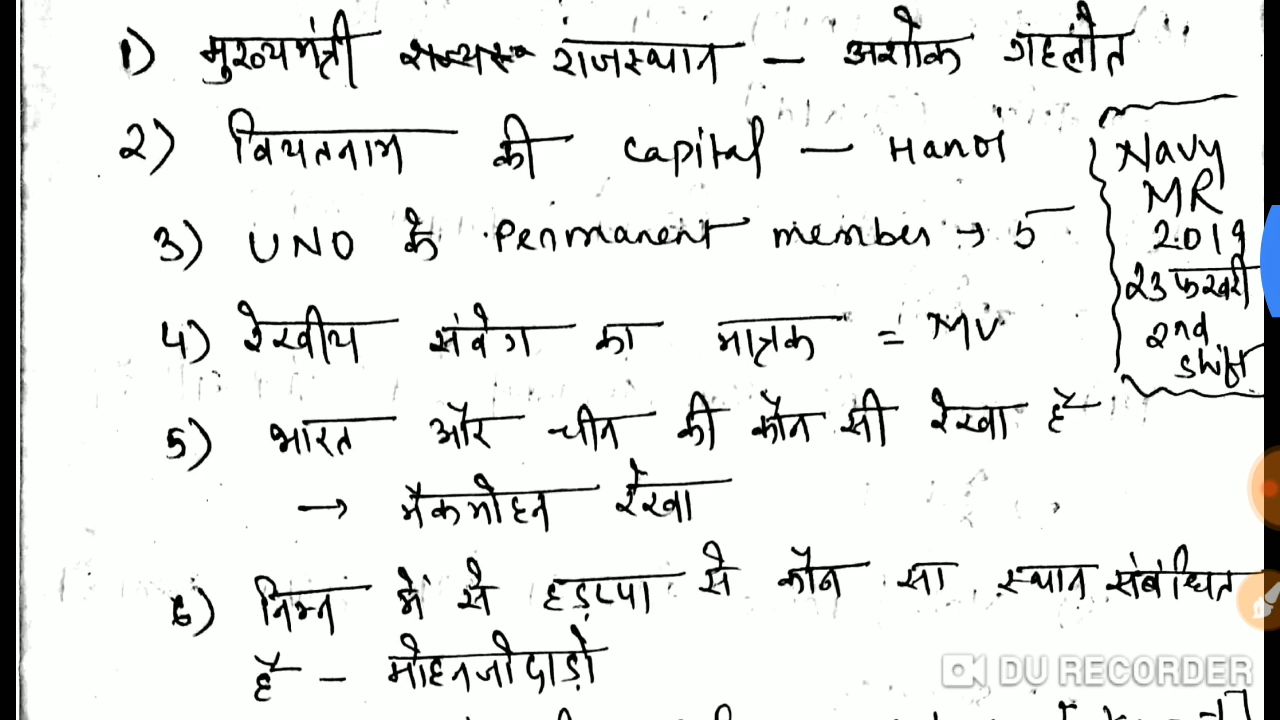 1) मुख्यमंत्री राजस्थान - अशोक गहलौत
2) वियतनाम की Capital - Hanoi
3) UNO के Permanent member → 5
4) रेखीय संवेग का मात्रक = MV
5) भारत और चीन की कौन सी रेखा है
→ मैकमोहन रेखा
6) निम्न में से हड़प्पा से कौन सा स्थान संबंधित
है - मोहनजोदाड़ो
Navy
MR
2019
23 फरवरी
2nd
Shift
DU RECORDER